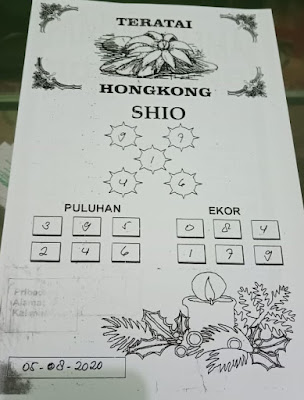 TERATAI
HONGKONG
SHIO
9 7
1
4 6
PULUHAN EKOR
3 9 5 0 8 4
2 4 6 1 7 9
05-08-2020